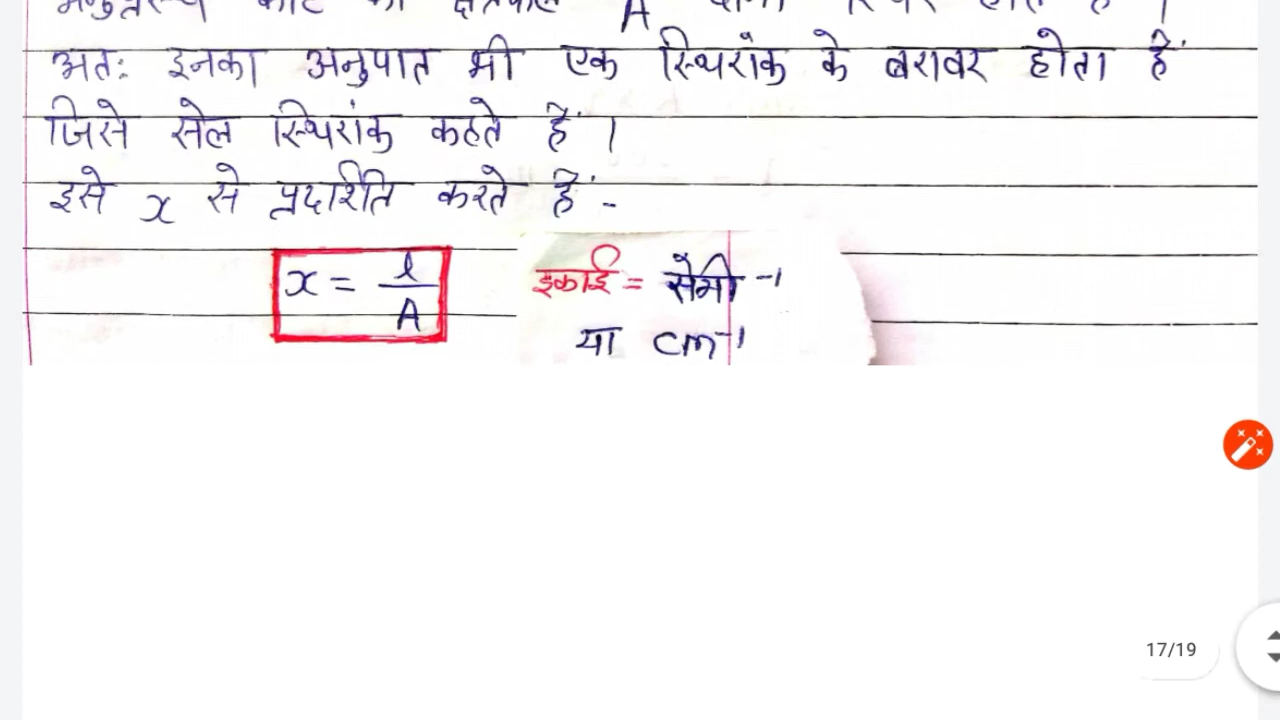 A
अतः इनका अनुपात भी एक स्थिरांक के बराबर होता है
जिसे सेल स्थिरांक कहते हैं ।
इसे x से प्रदर्शित करते हैं -
x = l/A
इकाई = सेमी⁻¹
या cm⁻¹
17/19